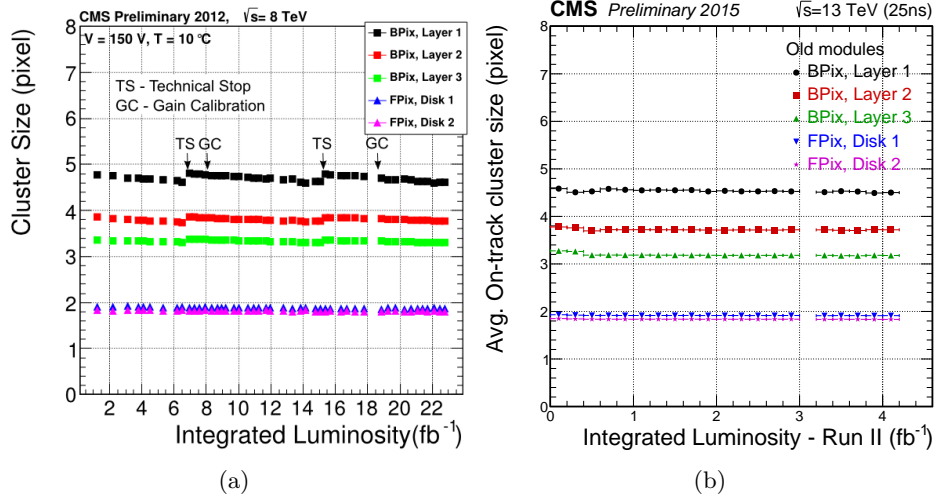 CMS Preliminary 2012, √s= 8 TeV
V = 150 V, T = 10 °C
BPix, Layer 1
BPix, Layer 2
BPix, Layer 3
FPix, Disk 1
FPix, Disk 2
TS - Technical Stop
GC - Gain Calibration
TS GC TS GC
Cluster Size (pixel)
8
7
6
5
4
3
2
1
0
2 4 6 8 10 12 14 16 18 20 22
Integrated Luminosity(fb⁻¹)
(a)
CMS Preliminary 2015 √s=13 TeV (25ns)
Old modules
BPix, Layer 1
BPix, Layer 2
BPix, Layer 3
FPix, Disk 1
FPix, Disk 2
Avg. On-track cluster size (pixel)
8
7
6
5
4
3
2
1
0
0 1 2 3 4
Integrated Luminosity - Run II (fb⁻¹)
(b)